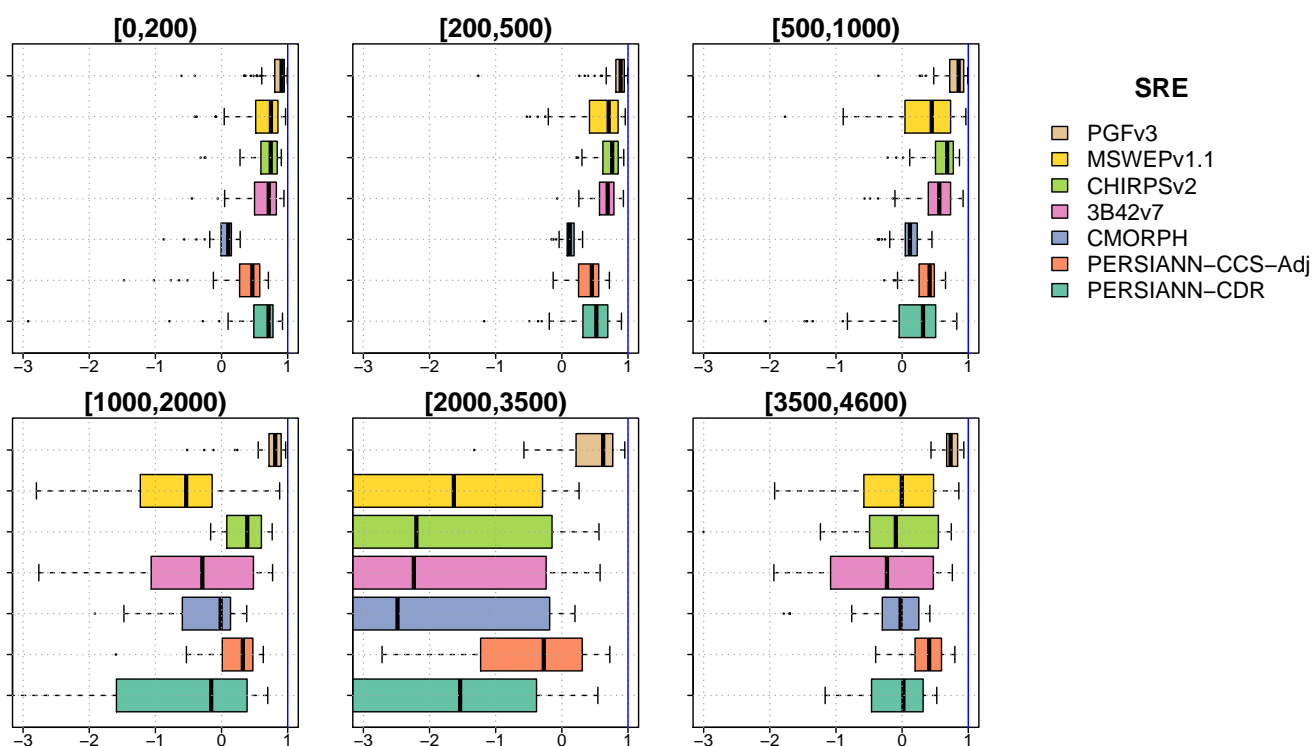 [0,200)
[200,500)
[500,1000)
−3 −2 −1 0 1
−3 −2 −1 0 1
−3 −2 −1 0 1
[1000,2000)
[2000,3500)
[3500,4600)
−3 −2 −1 0 1
−3 −2 −1 0 1
−3 −2 −1 0 1
SRE
PGFv3
MSWEPv1.1
CHIRPSv2
3B42v7
CMORPH
PERSIANN−CCS−Adj
PERSIANN−CDR